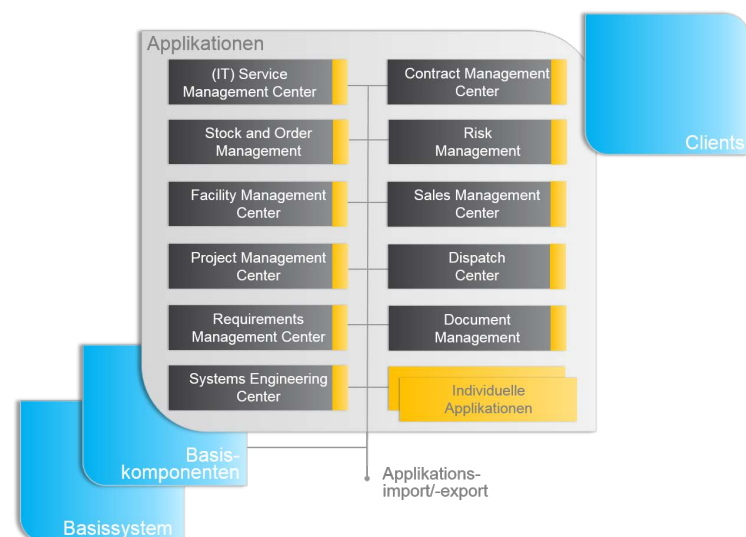 Applikationen
(IT) Service
Management Center
Contract Management
Center
Stock and Order
Management
Risk
Management
Facility Management
Center
Sales Management
Center
Project Management
Center
Dispatch
Center
Requirements
Management Center
Document
Management
Systems Engineering
Center
Individuelle
Applikationen
Clients
Basis-
komponenten
Applikations-
import/-export
Basissystem